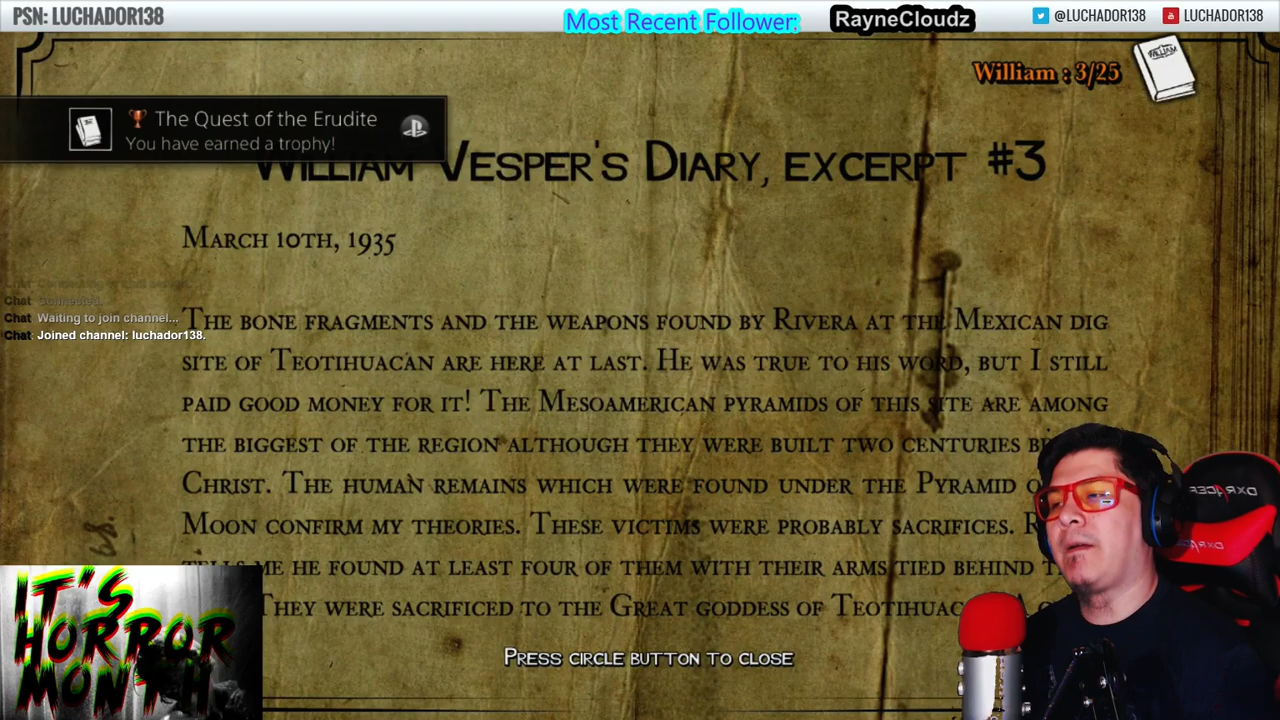 PSN: LUCHADOR138
Most Recent Follower: RayneCloudz
@LUCHADOR138 LUCHADOR138
William : 3/25
WILLIAM
The Quest of the Erudite
You have earned a trophy!
William Vesper's Diary, excerpt #3
March 10th, 1935
Chat Connected.
Chat Waiting to join channel...
Chat Joined channel: luchador138.
The bone fragments and the weapons found by Rivera at the Mexican dig
site of Teotihuacan are here at last. He was true to his word, but I still
paid good money for it! The Mesoamerican pyramids of this site are among
the biggest of the region although they were built two centuries
Christ. The human remains which were found under the Pyramid
Moon confirm my theories. These victims were probably sacrifices.
tells me he found at least four of them with their arms tied behind
They were sacrificed to the Great goddess of
Press circle button to close
IT'S
HORROR
MONTH
DXRACER